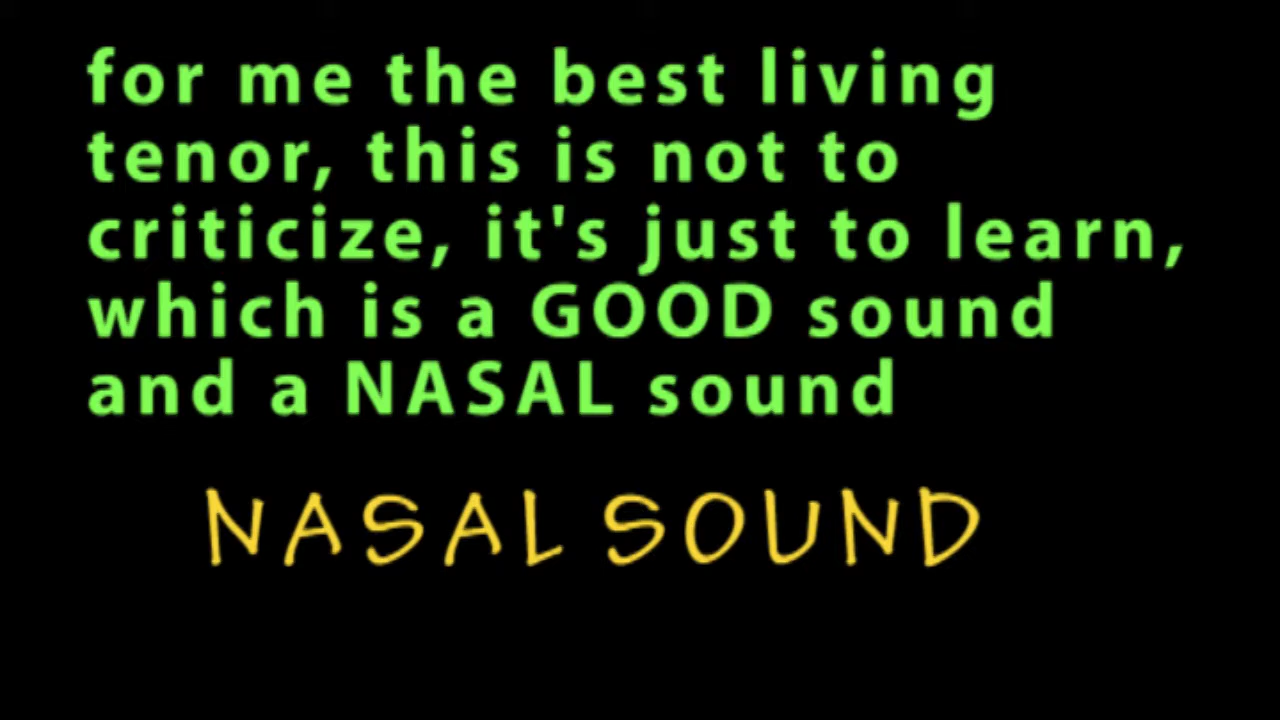 for me the best living
tenor, this is not to
criticize, it's just to learn,
which is a GOOD sound
and a NASAL sound
NASAL SOUND